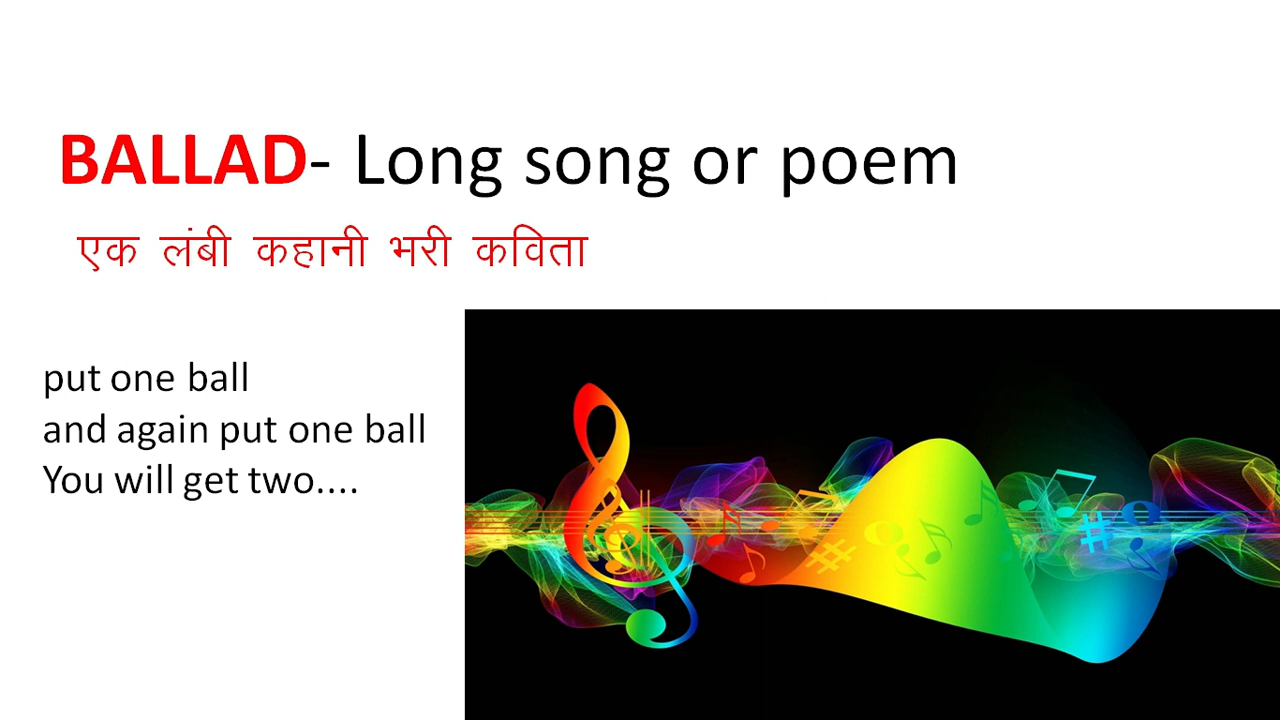 BALLAD- Long song or poem
एक लंबी कहानी भरी कविता
put one ball
and again put one ball
You will get two....